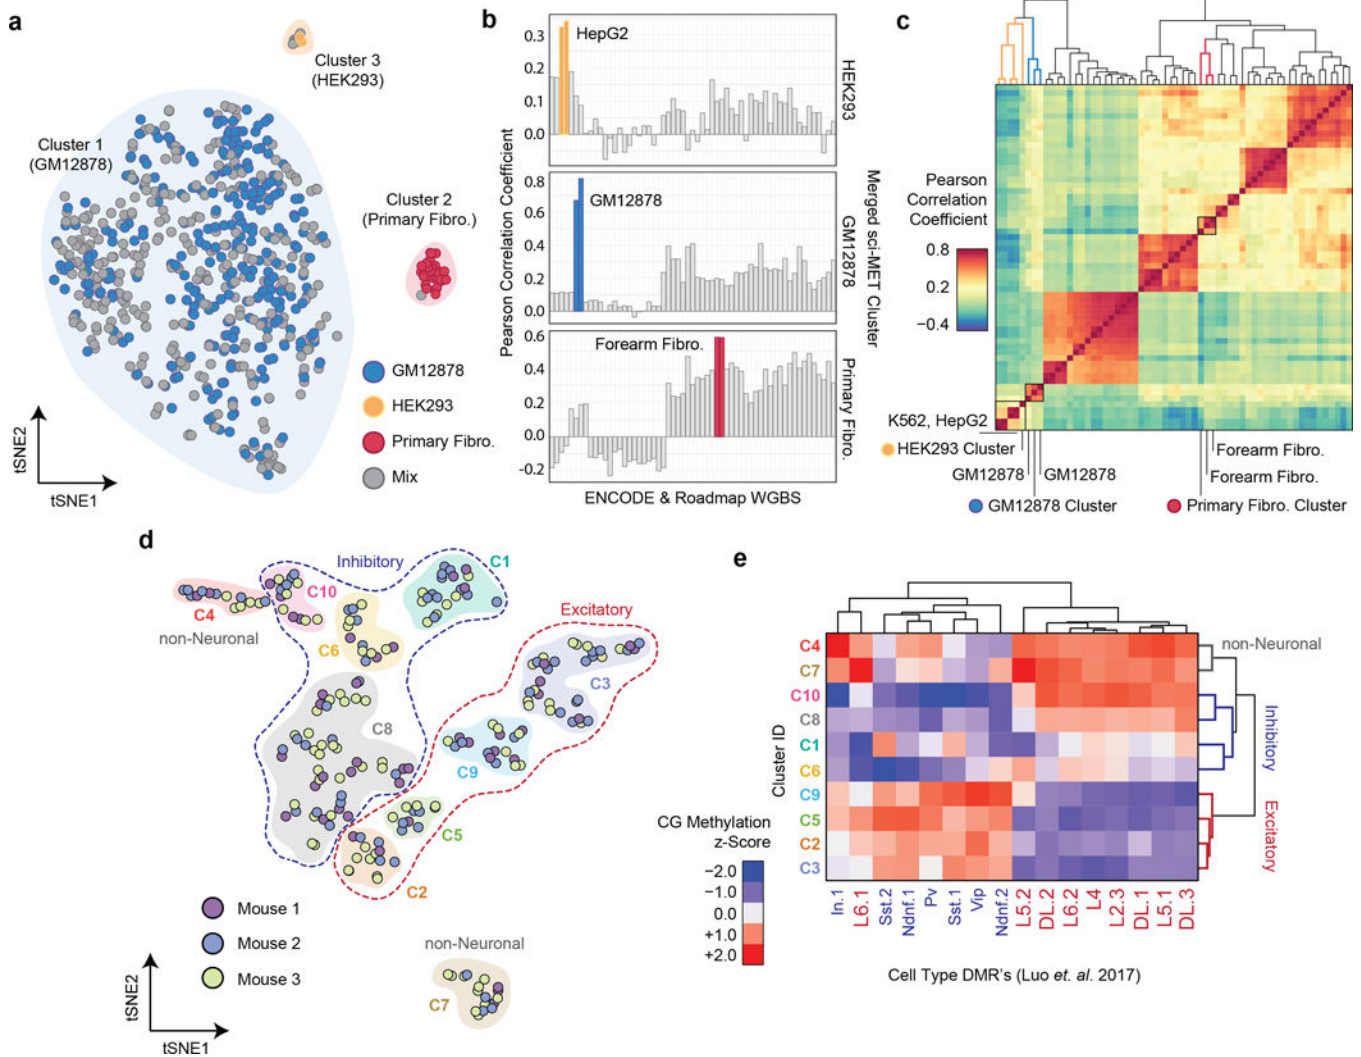 a
Cluster 3
(HEK293)
Cluster 1
(GM12878)
Cluster 2
(Primary Fibro.)
GM12878
HEK293
Primary Fibro.
Mix
tSNE2
tSNE1
b
Pearson Correlation Coefficient
0.3
0.2
0.1
0.0
HepG2
HEK293
0.8
0.6
0.4
0.2
0.0
GM12878
GM12878
Merged sci-MET Cluster
0.6
0.4
0.2
0.0
-0.2
Forearm Fibro.
Primary Fibro.
ENCODE & Roadmap WGBS
c
Pearson
Correlation
Coefficient
0.8
0.2
−0.4
K562, HepG2
HEK293 Cluster
GM12878
GM12878
GM12878 Cluster
Forearm Fibro.
Forearm Fibro.
Primary Fibro. Cluster
d
Inhibitory
C1
C10
C4
non-Neuronal
C6
Excitatory
C3
C8
C9
C5
C2
Mouse 1
Mouse 2
Mouse 3
non-Neuronal
C7
tSNE2
tSNE1
e
Cluster ID
C4
C7
C10
C8
C1
C6
C9
C5
C2
C3
non-Neuronal
Inhibitory
Excitatory
CG Methylation
z-Score
−2.0
−1.0
0.0
+1.0
+2.0
In.1
L6.1
Sst.2
Ndnf.1
Pv
Sst.1
Vip
Ndnf.2
L5.2
DL.2
L6.2
L4
L2.3
DL.1
L5.1
DL.3
Cell Type DMR's (Luo et. al. 2017)